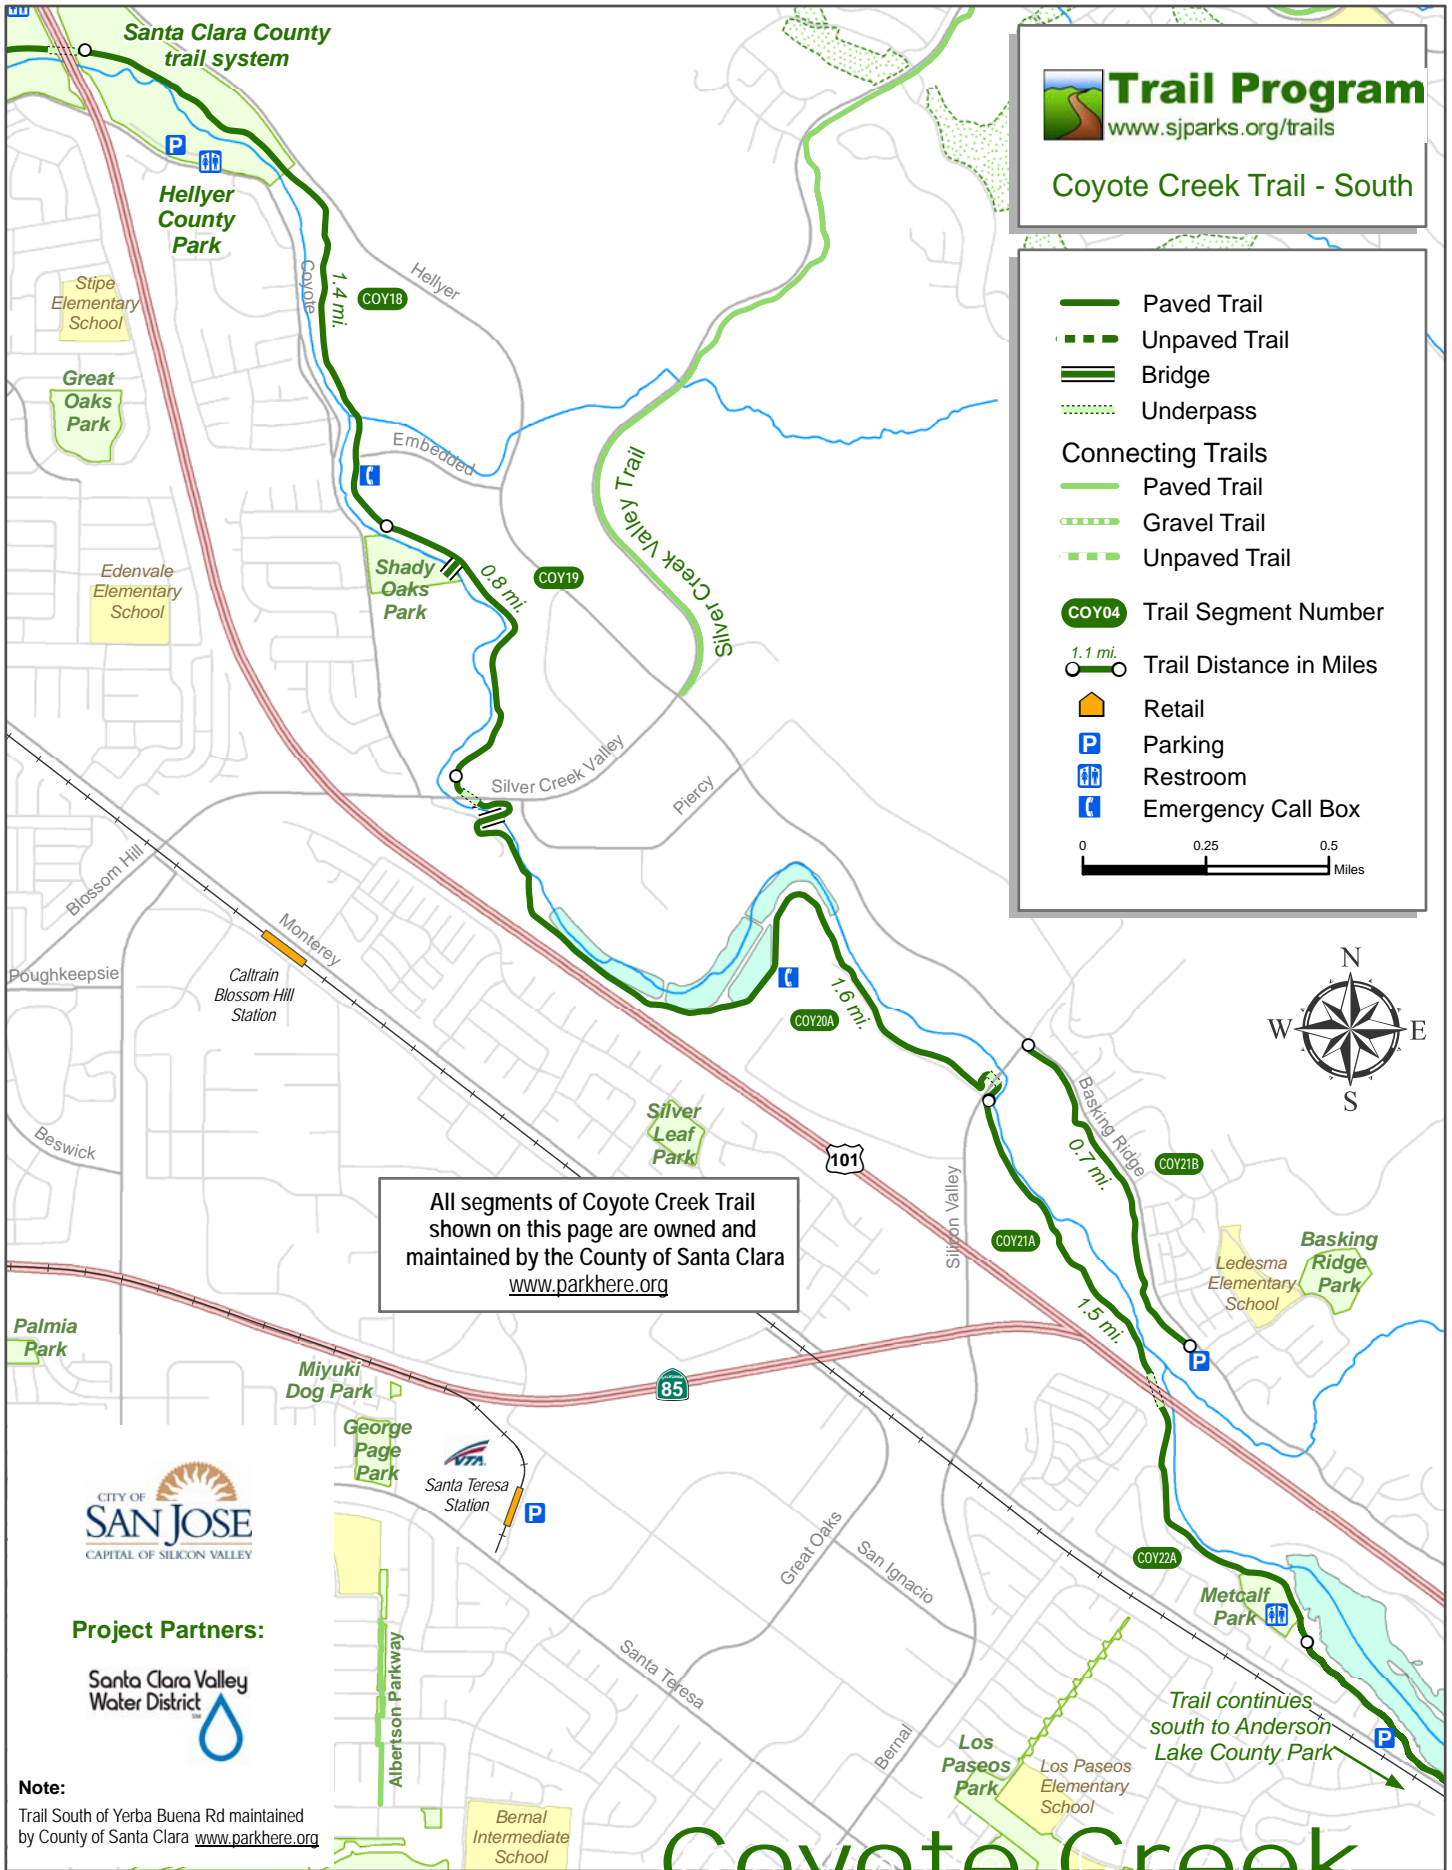 Santa Clara County
trail system
Hellyer
County
Park
Stipe
Elementary
School
Great
Oaks
Park
Coyote
1.4 mi.
COY18
Hellyer
Embedded
Edenvale
Elementary
School
Shady
Oaks
Park
0.8 mi.
COY19
Silver Creek Valley Trail
Silver Creek Valley
Piercy
Blossom Hill
Monterey
Poughkeepsie
Caltrain
Blossom Hill
Station
Beswick
1.6 mi.
COY20A
Silver
Leaf
Park
101
Silicon Valley
Basking Ridge
0.7 mi.
COY21B
COY21A
1.5 mi.
Ledesma
Elementary
School
Basking
Ridge
Park
All segments of Coyote Creek Trail
shown on this page are owned and
maintained by the County of Santa Clara
www.parkhere.org
Palmia
Park
Miyuki
Dog Park
CALIFORNIA
85
George
Page
Park
VTA
Santa Teresa
Station
P
Great Oaks
San Ignacio
Santa Teresa
Bernal
COY22A
Metcalf
Park
Albertson Parkway
Los
Paseos
Park
Los Paseos
Elementary
School
Bernal
Intermediate
School
Trail continues
south to Anderson
Lake County Park
P
P
P
Coyote Creek
Trail Program
www.sjparks.org/trails
Coyote Creek Trail - South
Paved Trail
Unpaved Trail
Bridge
Underpass
Connecting Trails
Paved Trail
Gravel Trail
Unpaved Trail
COY04 Trail Segment Number
1.1 mi.
Trail Distance in Miles
Retail
P Parking
Restroom
Emergency Call Box
0 0.25 0.5
Miles
N
W E
S
CITY OF
SAN JOSE
CAPITAL OF SILICON VALLEY
Project Partners:
Santa Clara Valley
Water District
Note:
Trail South of Yerba Buena Rd maintained
by County of Santa Clara www.parkhere.org